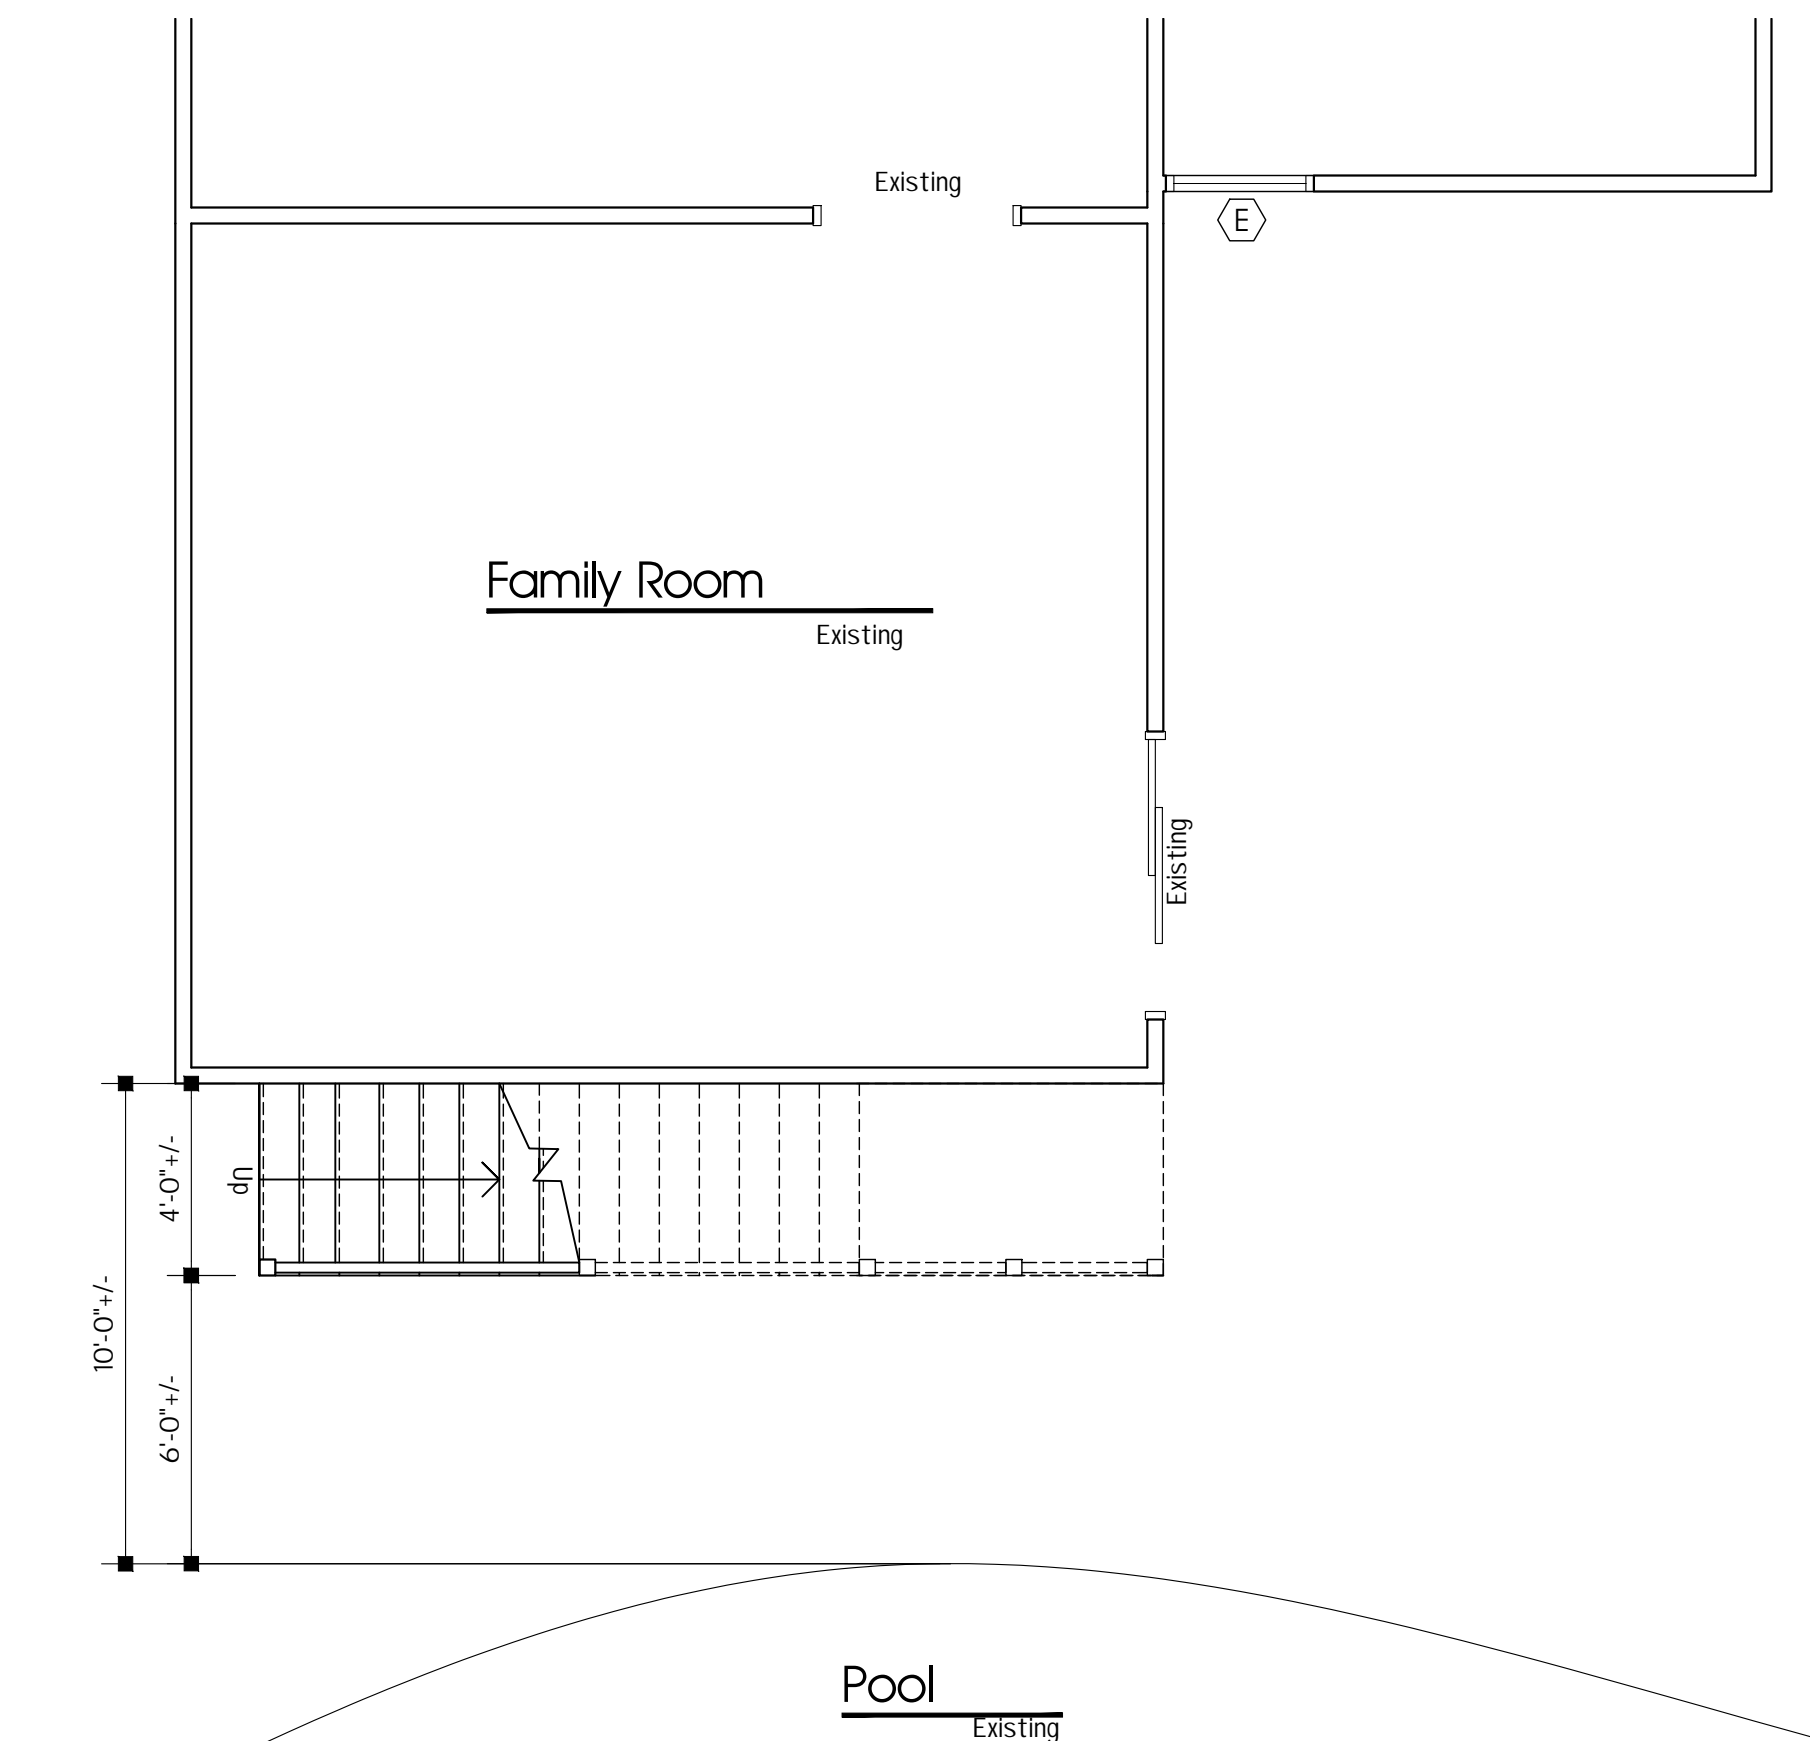 Existing
E
Family Room
Existing
Existing
Up
4'-0"+/-
10'-0"+/-
6'-0"+/-
Pool
Existing